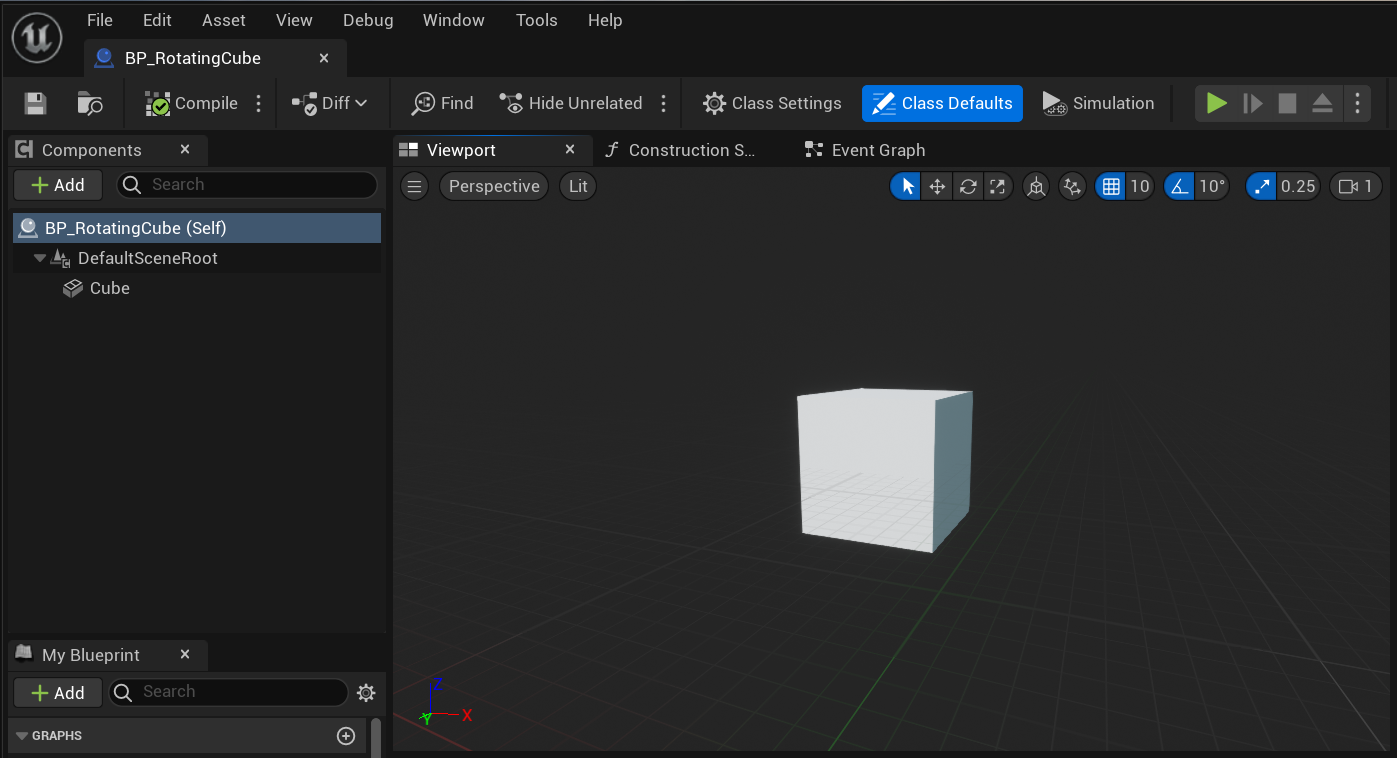 File Edit Asset View Debug Window Tools Help
BP_RotatingCube
Compile Diff Find Hide Unrelated Class Settings Class Defaults Simulation
Components
Viewport Construction S... Event Graph
Add Search
Perspective Lit 10 10° 0.25 1
BP_RotatingCube (Self)
DefaultSceneRoot
Cube
My Blueprint
Add Search
GRAPHS
Z
Y X